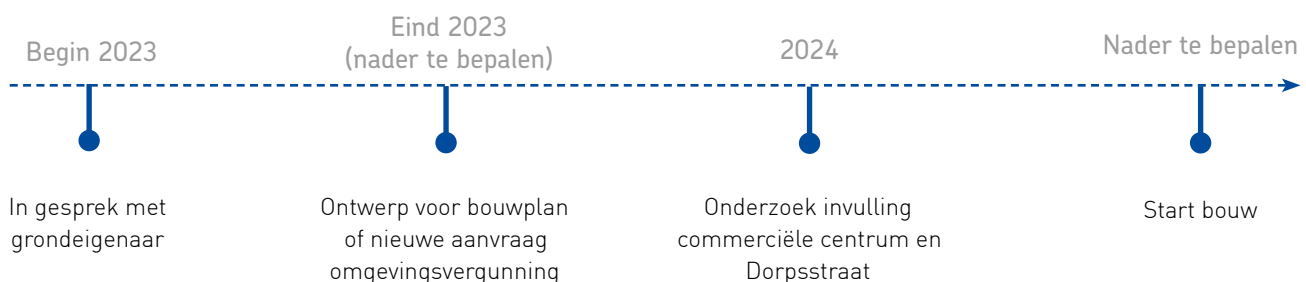 Begin 2023
Eind 2023
(nader te bepalen)
2024
Nader te bepalen
In gesprek met
grondeigenaar
Ontwerp voor bouwplan
of nieuwe aanvraag
omgevingsvergunning
Onderzoek invulling
commerciële centrum en
Dorpsstraat
Start bouw